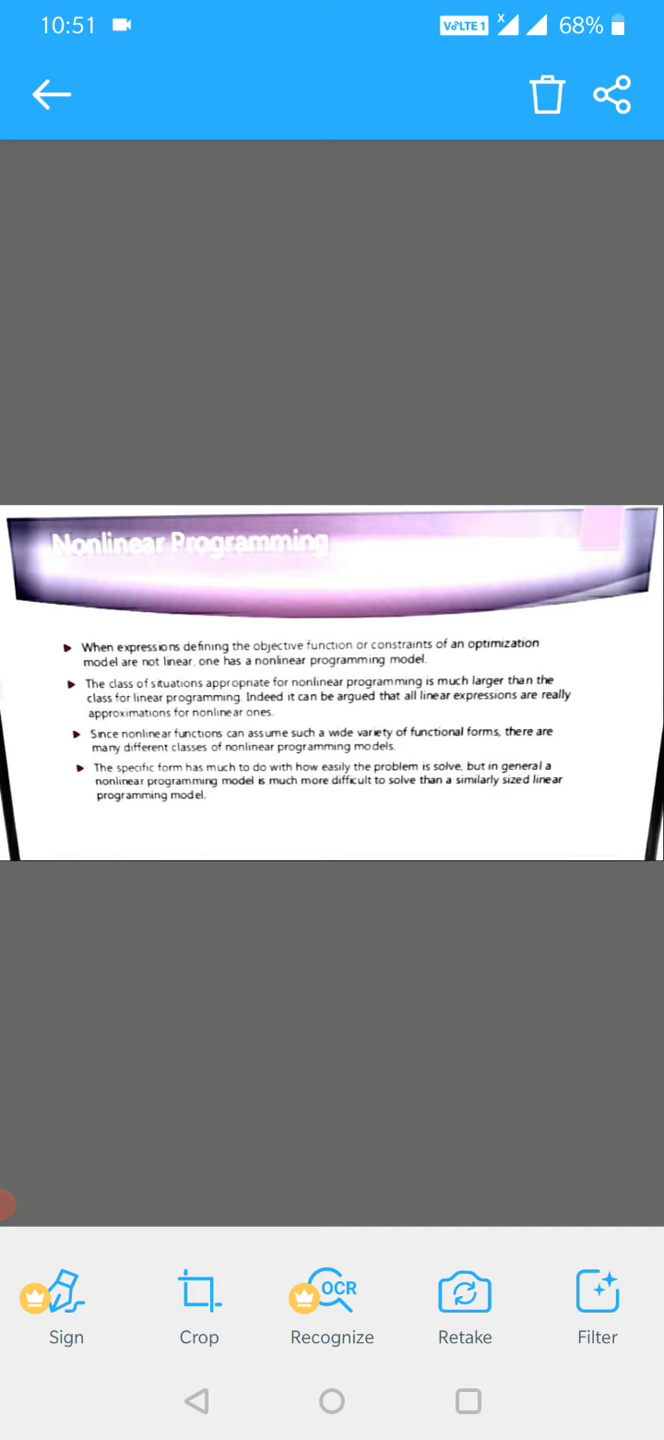 10:51
VoLTE 1
x
68%
Nonlinear Programming
When expressions defining the objective function or constraints of an optimization
model are not linear, one has a nonlinear programming model.
The class of situations appropriate for nonlinear programming is much larger than the
class for linear programming. Indeed it can be argued that all linear expressions are really
approximations for nonlinear ones.
Since nonlinear functions can assume such a wide variety of functional forms, there are
many different classes of nonlinear programming models.
The specific form has much to do with how easily the problem is solve, but in general a
nonlinear programming model is much more difficult to solve than a similarly sized linear
programming model.
OCR
Sign
Crop
Recognize
Retake
Filter